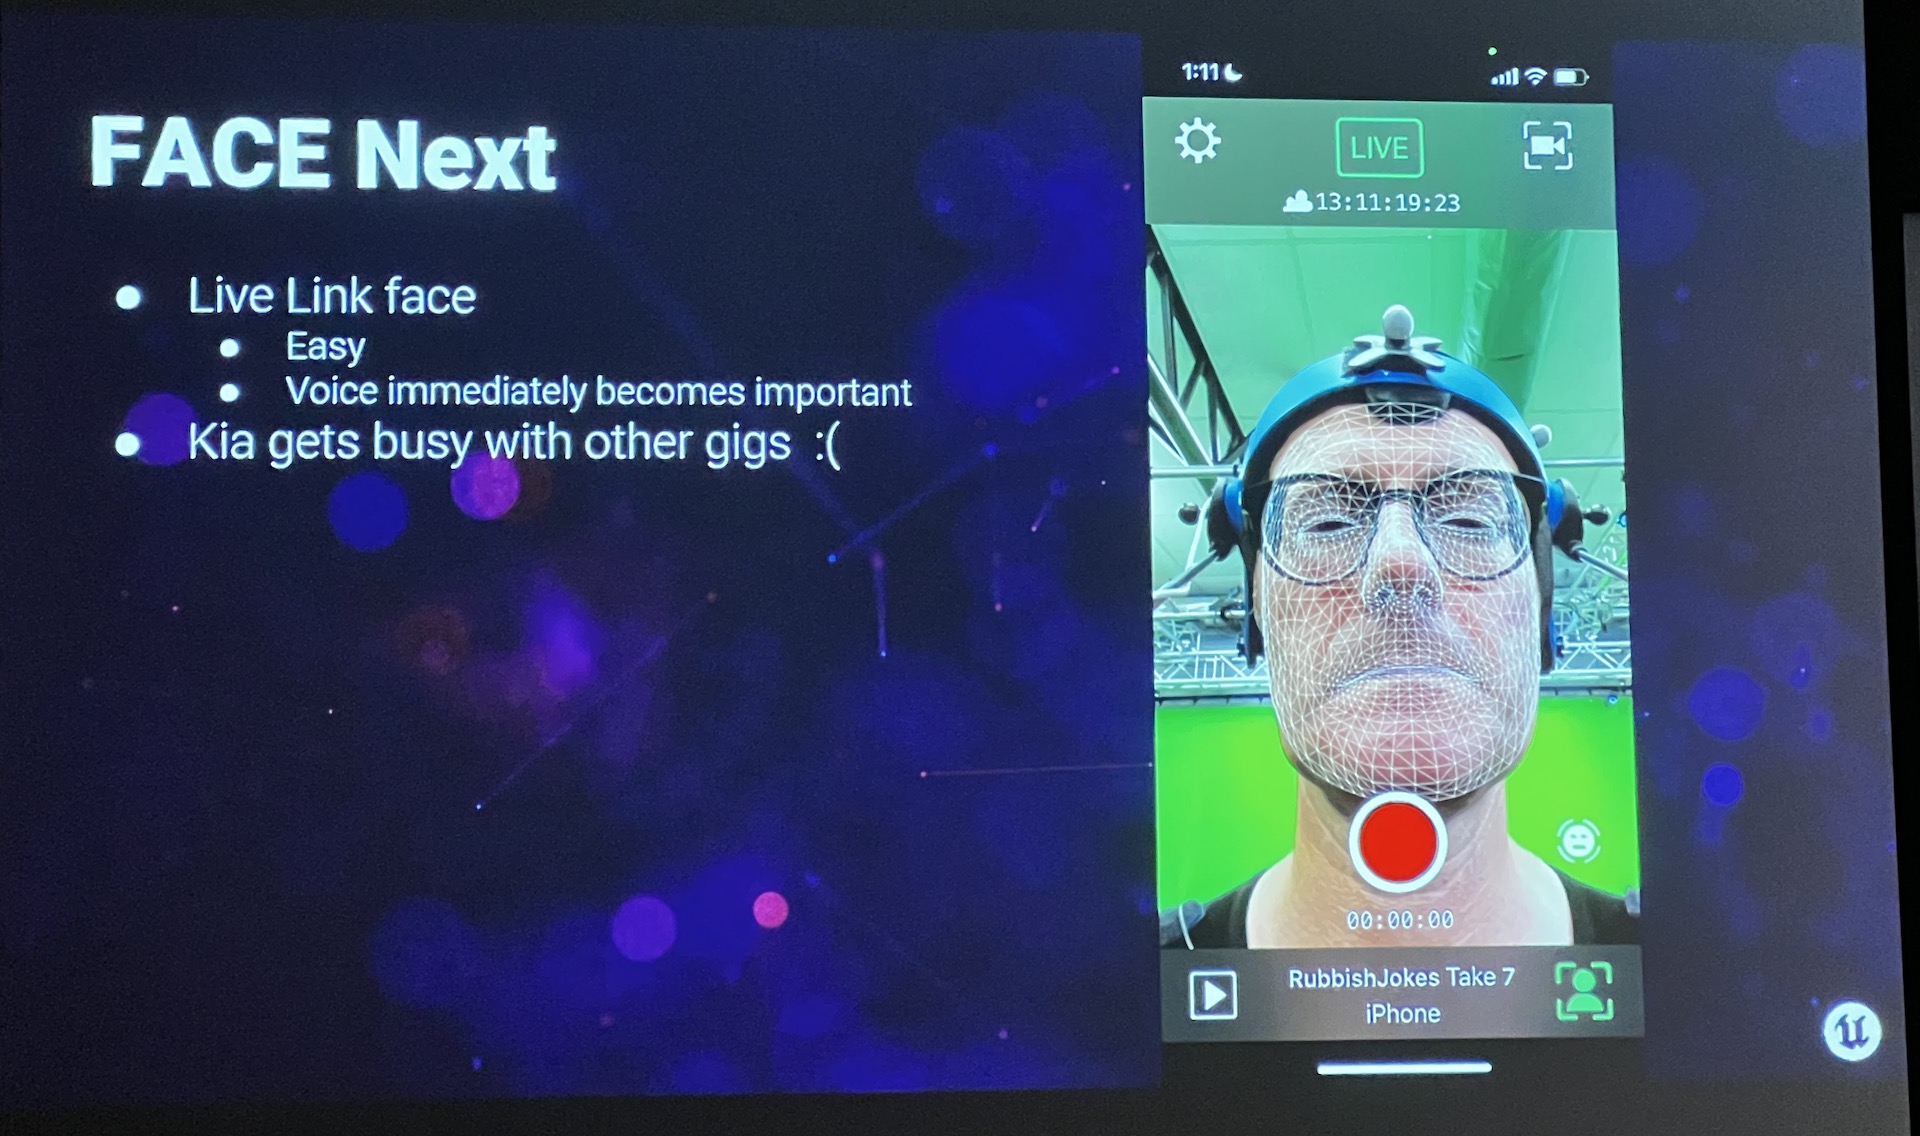 FACE Next
Live Link face
Easy
Voice immediately becomes important
Kia gets busy with other gigs :(
1:11
LIVE
13:11:19:23
00:00:00
RubbishJokes Take 7
iPhone